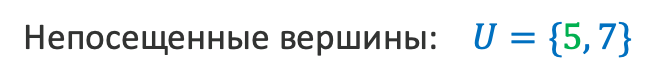 Непосещенные вершины: U = {5, 7}